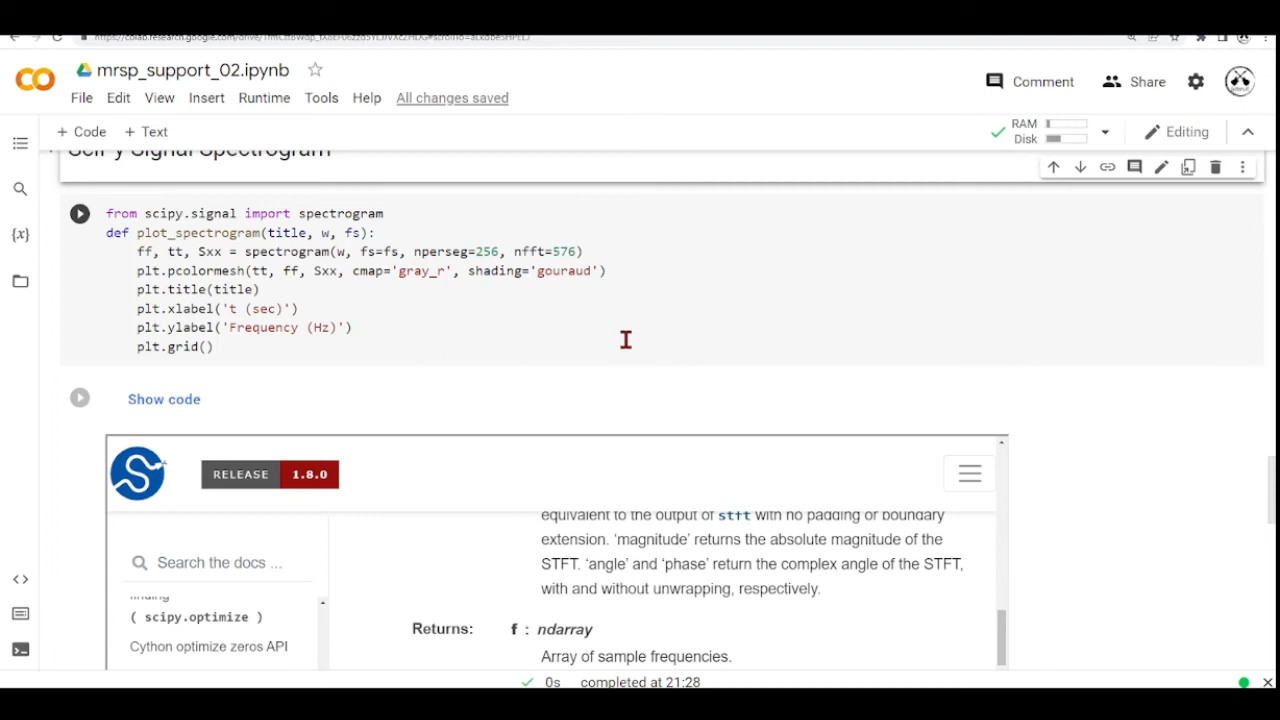 mrsp_support_02.ipynb
Comment
Share
File Edit View Insert Runtime Tools Help All changes saved
+ Code + Text
RAM
Disk
Editing
Signal Spectrogram
from scipy.signal import spectrogram
def plot_spectrogram(title, w, fs):
ff, tt, Sxx = spectrogram(w, fs=fs, nperseg=256, nfft=576)
plt.pcolormesh(tt, ff, Sxx, cmap='gray_r', shading='gouraud')
plt.title(title)
plt.xlabel('t (sec)')
plt.ylabel('Frequency (Hz)')
plt.grid()
Show code
RELEASE 1.8.0
equivalent to the output of stft with no padding or boundary
extension. ‘magnitude’ returns the absolute magnitude of the
STFT. ‘angle’ and ‘phase’ return the complex angle of the STFT,
with and without unwrapping, respectively.
Search the docs ...
finding
( scipy.optimize )
Cython optimize zeros API
Returns: f : ndarray
Array of sample frequencies.
0s completed at 21:28